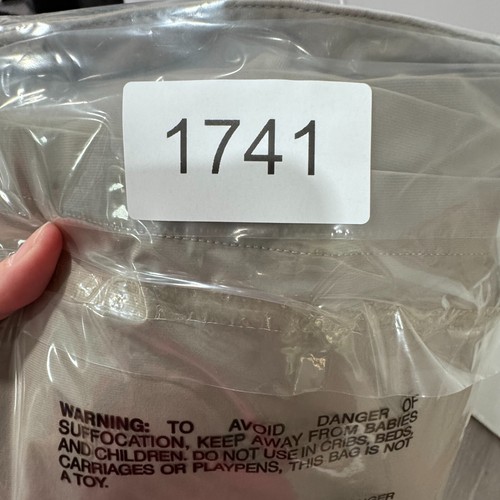 1741
WARNING: TO AVOID DANGER OF
SUFFOCATION, KEEP AWAY FROM BABIES
AND CHILDREN. DO NOT USE IN CRIBS, BEDS,
CARRIAGES OR PLAYPENS, THIS BAG IS NOT
A TOY.